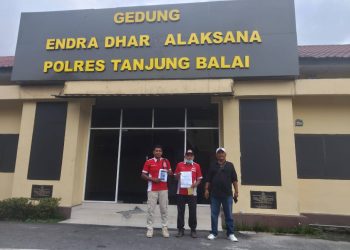 GEDUNG
ENDRA DHAR ALAKSANA
POLRES TANJUNG BALAI